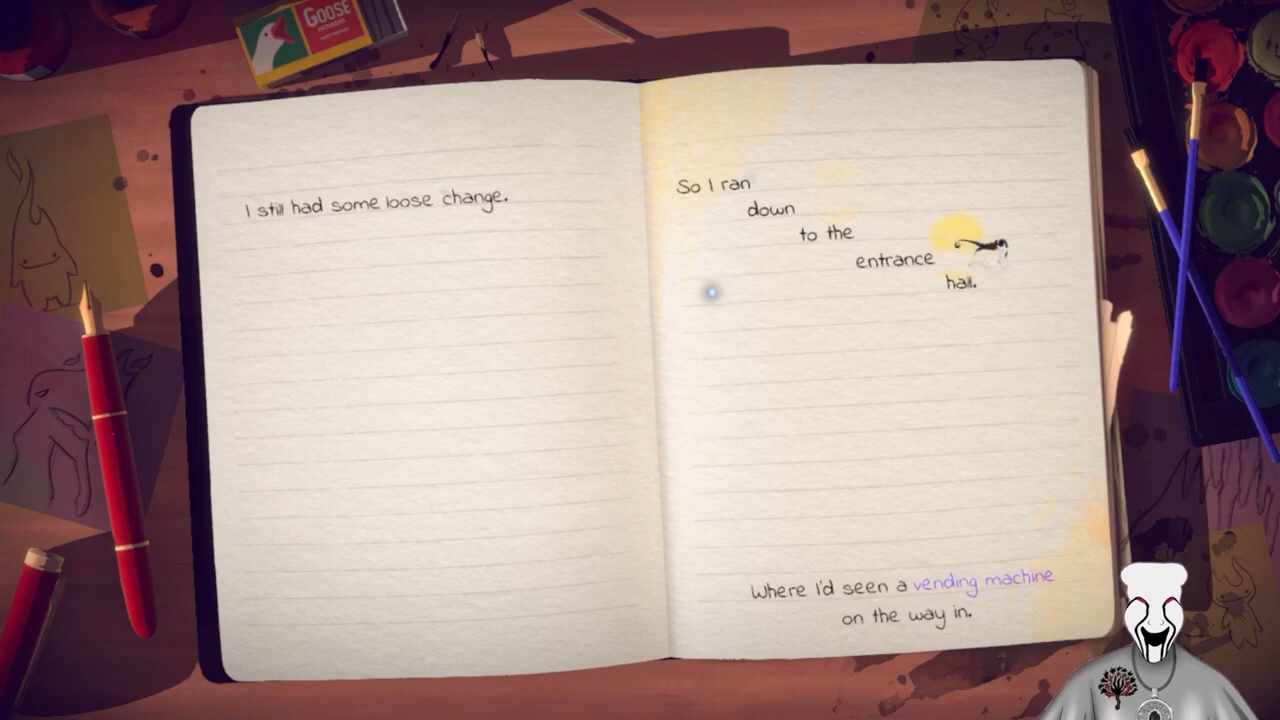 GOOSE
I still had some loose change.
So I ran
down
to the
entrance
hall.
Where I'd seen a vending machine
on the way in.